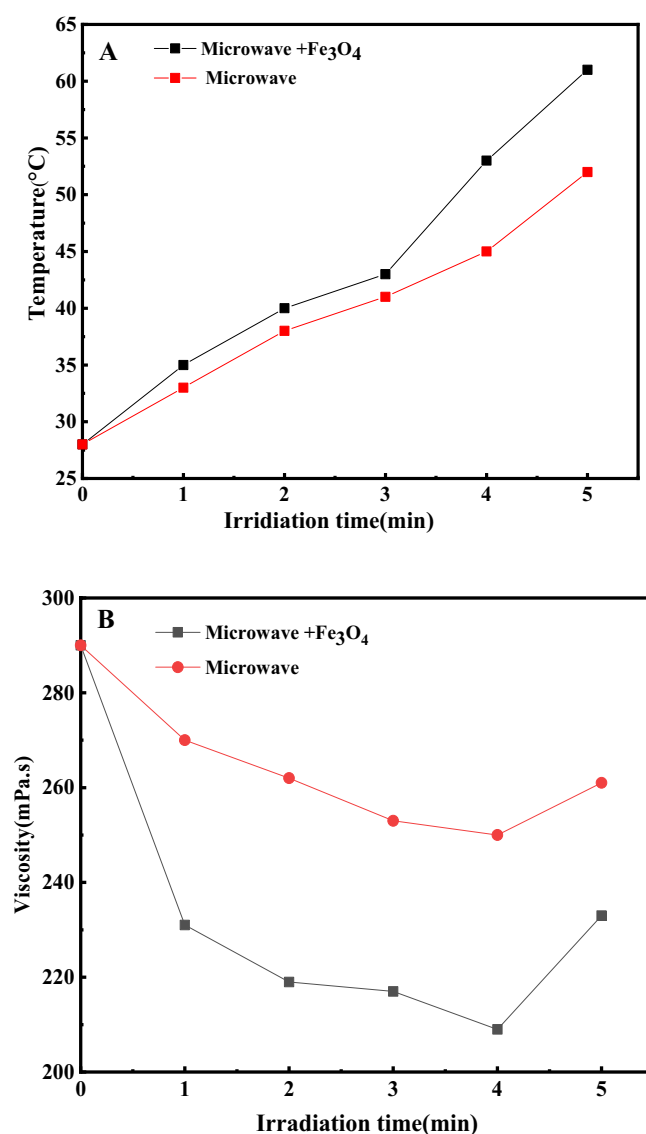 A
Microwave +Fe3O4
Microwave
65
60
55
50
45
40
35
30
25
Temperature(°C)
0 1 2 3 4 5
Irridiation time(min)
B
Microwave +Fe3O4
Microwave
300
280
260
240
220
200
Viscosity(mPa.s)
0 1 2 3 4 5
Irradiation time(min)